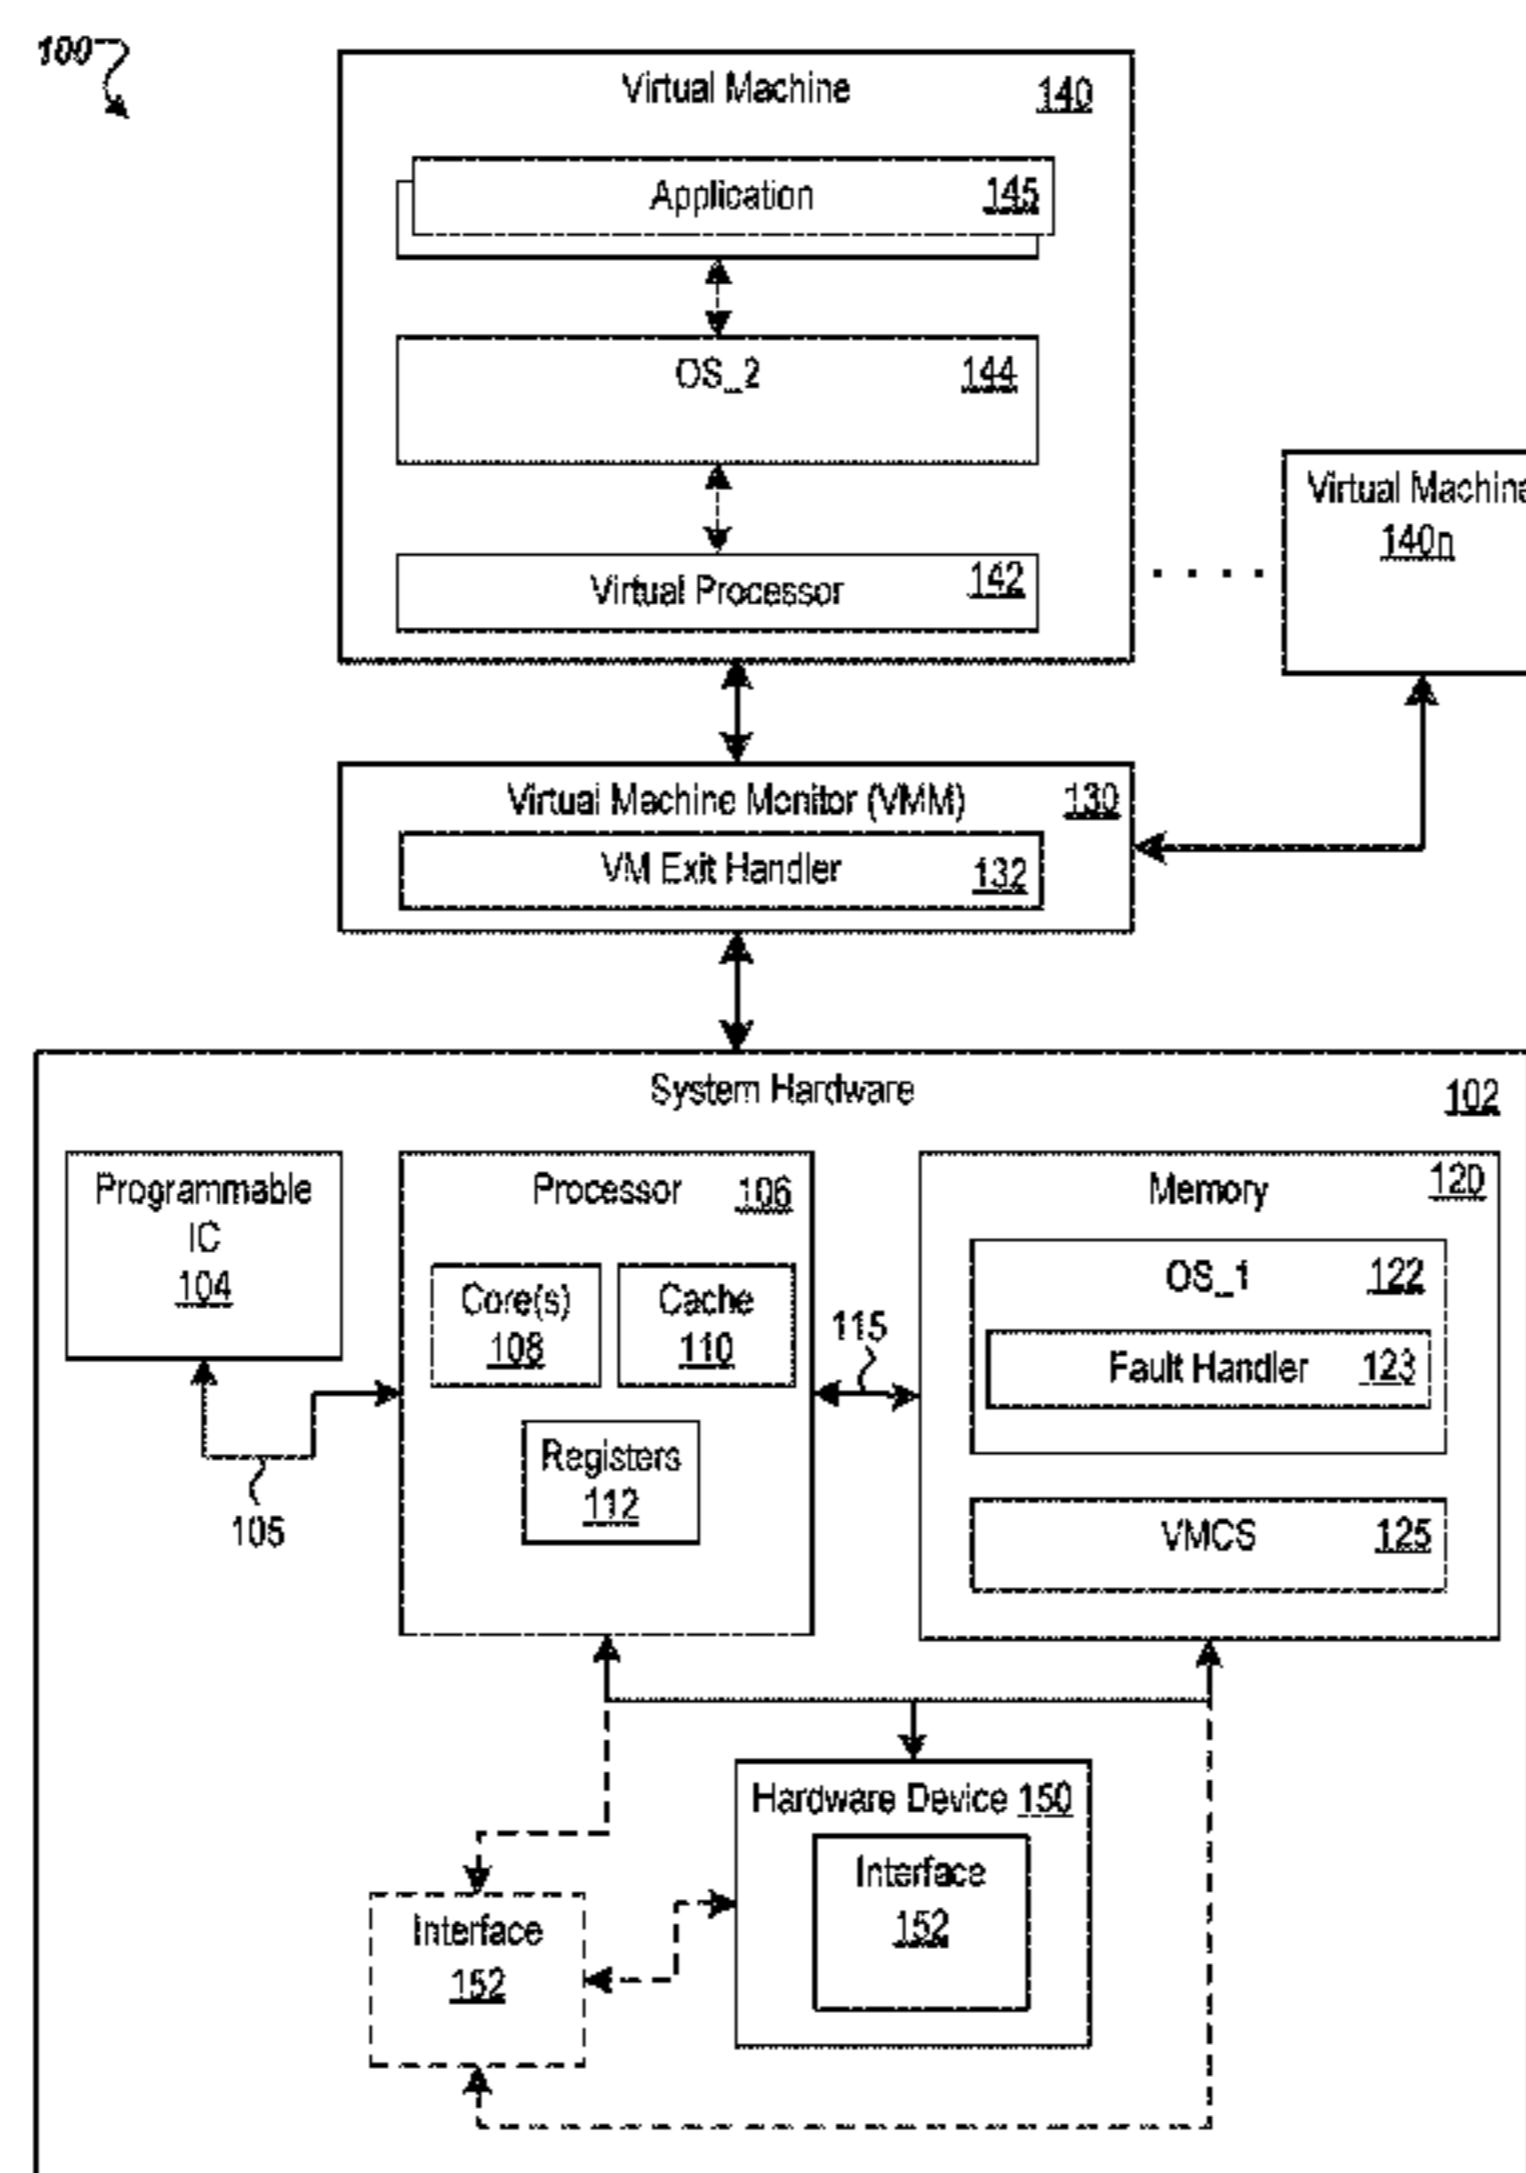 100
Virtual Machine 140
Application 145
OS_2 144
Virtual Processor 142
. . . .
Virtual Machine
140n
Virtual Machine Monitor (VMM) 130
VM Exit Handler 132
System Hardware 102
Programmable
IC
104
105
Processor 106
Core(s)
108
Cache
110
Registers
112
115
Memory 120
OS_1 122
Fault Handler 123
VMCS 125
Hardware Device 150
Interface
152
Interface
152